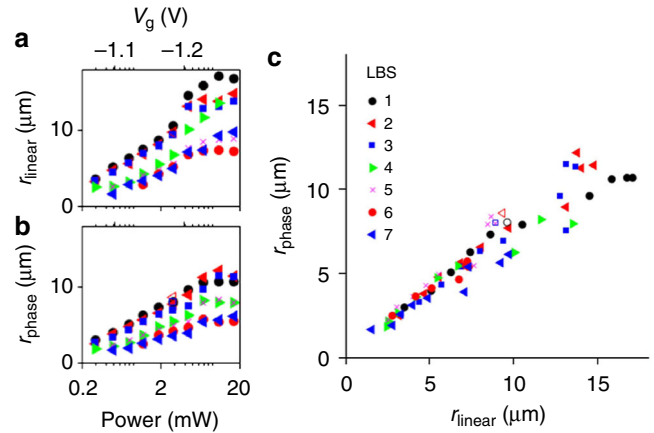 V_g (V)
a
−1.1 −1.2
r_linear (μm)
10
0
b
r_phase (μm)
10
0
0.2 2 20
Power (mW)
c
LBS
1
2
3
4
5
6
7
r_phase (μm)
15
10
5
0
0 5 10 15
r_linear (μm)